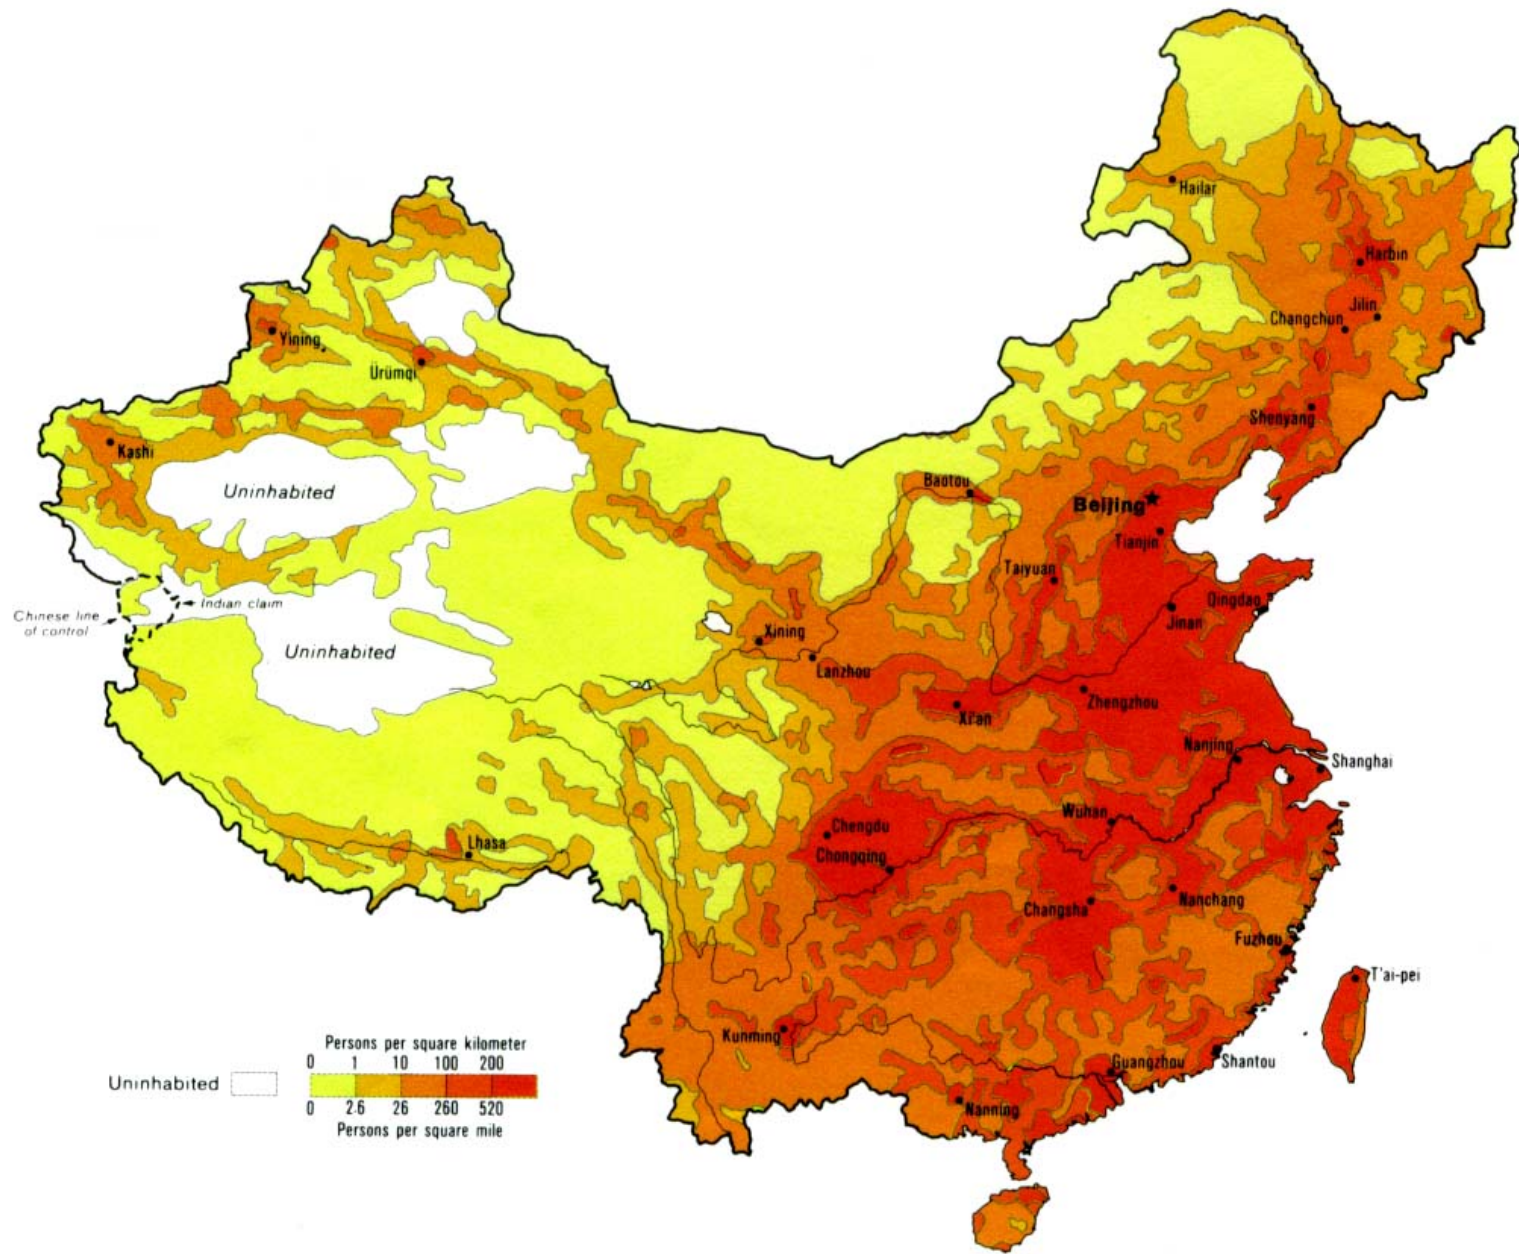 Hailar
Harbin
Jilin
Changchun
Yining
Ürümqi
Shenyang
Kashi
Uninhabited
Baotou
Beijing
Tianjin
Taiyuan
Indian claim
Chinese line
of control
Qingdao
Jinan
Xining
Uninhabited
Lanzhou
Zhengzhou
Xi'an
Nanjing
Shanghai
Wuhan
Chengdu
Lhasa
Chongqing
Nanchang
Changsha
Fuzhou
T'ai-pei
Kunming
Persons per square kilometer
0 1 10 100 200
Guangzhou
Shantou
Uninhabited
0 2.6 26 260 520
Nanning
Persons per square mile